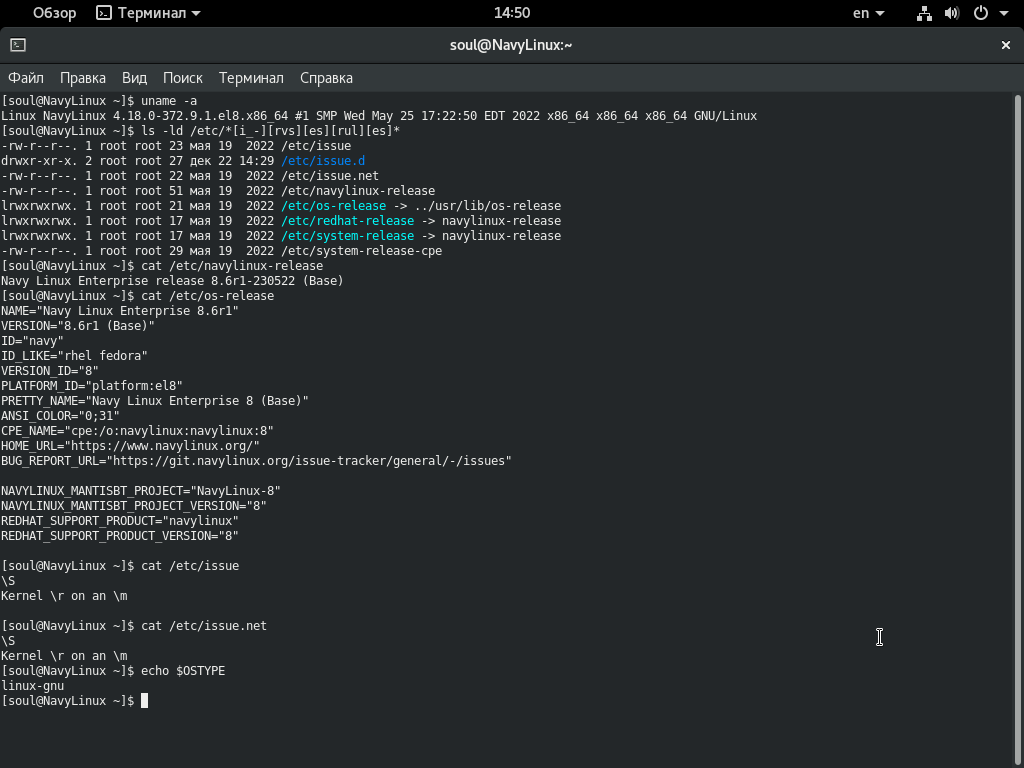 Обзор Терминал 14:50 en
soul@NavyLinux:~
Файл Правка Вид Поиск Терминал Справка
[soul@NavyLinux ~]$ uname -a
Linux NavyLinux 4.18.0-372.9.1.el8.x86_64 #1 SMP Wed May 25 17:22:50 EDT 2022 x86_64 x86_64 x86_64 GNU/Linux
[soul@NavyLinux ~]$ ls -ld /etc/*[i_-][rvs][es][rul][es]*
-rw-r--r--. 1 root root 23 мая 19  2022 /etc/issue
drwxr-xr-x. 2 root root 27 дек 22 14:29 /etc/issue.d
-rw-r--r--. 1 root root 22 мая 19  2022 /etc/issue.net
-rw-r--r--. 1 root root 51 мая 19  2022 /etc/navylinux-release
lrwxrwxrwx. 1 root root 21 мая 19  2022 /etc/os-release -> ../usr/lib/os-release
lrwxrwxrwx. 1 root root 17 мая 19  2022 /etc/redhat-release -> navylinux-release
lrwxrwxrwx. 1 root root 17 мая 19  2022 /etc/system-release -> navylinux-release
-rw-r--r--. 1 root root 29 мая 19  2022 /etc/system-release-cpe
[soul@NavyLinux ~]$ cat /etc/navylinux-release
Navy Linux Enterprise release 8.6r1-230522 (Base)
[soul@NavyLinux ~]$ cat /etc/os-release
NAME="Navy Linux Enterprise 8.6r1"
VERSION="8.6r1 (Base)"
ID="navy"
ID_LIKE="rhel fedora"
VERSION_ID="8"
PLATFORM_ID="platform:el8"
PRETTY_NAME="Navy Linux Enterprise 8 (Base)"
ANSI_COLOR="0;31"
CPE_NAME="cpe:/o:navylinux:navylinux:8"
HOME_URL="https://www.navylinux.org/"
BUG_REPORT_URL="https://git.navylinux.org/issue-tracker/general/-/issues"

NAVYLINUX_MANTISBT_PROJECT="NavyLinux-8"
NAVYLINUX_MANTISBT_PROJECT_VERSION="8"
REDHAT_SUPPORT_PRODUCT="navylinux"
REDHAT_SUPPORT_PRODUCT_VERSION="8"

[soul@NavyLinux ~]$ cat /etc/issue
\S
Kernel \r on an \m

[soul@NavyLinux ~]$ cat /etc/issue.net
\S
Kernel \r on an \m
[soul@NavyLinux ~]$ echo $OSTYPE
linux-gnu
[soul@NavyLinux ~]$